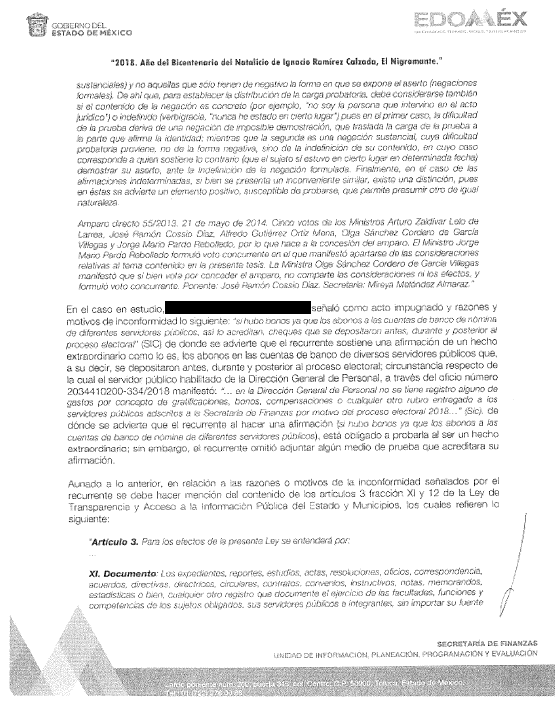 GOBIERNO DEL
ESTADO DE MÉXICO
EDOMÉX
"2018. Año del Bicentenario del Natalicio de Ignacio Ramírez Calzada, El Nigromante."
sustanciales) y no aquellas que sólo tienen de negativo la forma en que se expone el aserto (negaciones
formales). De ahí que, para establecer la distribución de la carga probatoria, debe considerarse también
si el contenido de la negación es concreto (por ejemplo, "no soy la persona que intervino en el acto
jurídico") o indefinido (verbigracia, "nunca he estado en cierto lugar") pues en el primer caso, la dificultad
de la prueba deriva de una negación de imposible demostración, que traslada la carga de la prueba a
la parte que afirma la identidad; mientras que la segunda es una negación sustancial, cuya dificultad
probatoria proviene, no de la forma negativa, sino de la indefinición de su contenido, en cuyo caso
corresponde a quien sostiene lo contrario (que el sujeto sí estuvo en cierto lugar en determinada fecha)
demostrar su aserto, ante la indefinición de la negación formulada. Finalmente, en el caso de las
afirmaciones indeterminadas, si bien se presenta un inconveniente similar, existe una distinción, pues
en éstas se advierte un elemento positivo, susceptible de probarse, que permite presumir otro de igual
naturaleza.
Amparo directo 55/2013. 21 de mayo de 2014. Cinco votos de los Ministros Arturo Zaldívar Lelo de
Larrea, José Ramón Cossío Díaz, Alfredo Gutiérrez Ortiz Mena, Olga Sánchez Cordero de García
Villegas y Jorge Mario Pardo Rebolledo, por lo que hace a la concesión del amparo. El Ministro Jorge
Mario Pardo Rebolledo formuló voto concurrente en el que manifestó apartarse de las consideraciones
relativas al tema contenido en la presente tesis. La Ministra Olga Sánchez Cordero de García Villegas
manifestó que si bien vota por conceder el amparo, no comparte las consideraciones ni los efectos, y
formuló voto concurrente. Ponente: José Ramón Cossío Díaz. Secretaria: Mireya Meléndez Almaraz."
En el caso en estudio, señaló como acto impugnado y razones y
motivos de inconformidad lo siguiente: "si hubo bonos ya que los abonos a las cuentas de banco de nómina
de diferentes servidores públicos, así lo acreditan, cheques que se depositaron antes, durante y posterior al
proceso electoral" (SIC) de donde se advierte que el recurrente sostiene una afirmación de un hecho
extraordinario como lo es, los abonos en las cuentas de banco de diversos servidores públicos que,
a su decir, se depositaron antes, durante y posterior al proceso electoral; circunstancia respecto de
la cual el servidor público habilitado de la Dirección General de Personal, a través del oficio número
2034410200-334/2018 manifestó: "... en la Dirección General de Personal no se tiene registro alguno de
gastos por concepto de gratificaciones, bonos, compensaciones o cualquier otro rubro entregado a los
servidores públicos adscritos a la Secretaría de Finanzas por motivo del proceso electoral 2018..." (Sic). de
dónde se advierte que el recurrente al hacer una afirmación (si hubo bonos ya que los abonos a las
cuentas de banco de nómina de diferentes servidores públicos), está obligado a probarla al ser un hecho
extraordinario; sin embargo, el recurrente omitió adjuntar algún medio de prueba que acreditara su
afirmación.
Aunado a lo anterior, en relación a las razones o motivos de la inconformidad señalados por el
recurrente se debe hacer mención del contenido de los artículos 3 fracción XI y 12 de la Ley de
Transparencia y Acceso a la Información Pública del Estado y Municipios, los cuales refieren lo
siguiente:
"Artículo 3. Para los efectos de la presente Ley se entenderá por:
...
XI. Documento: Los expedientes, reportes, estudios, actas, resoluciones, oficios, correspondencia,
acuerdos, directivas, directrices, circulares, contratos, convenios, instructivos, notas, memorandos,
estadísticas o bien, cualquier otro registro que documente el ejercicio de las facultades, funciones y
competencias de los sujetos obligados, sus servidores públicos e integrantes, sin importar su fuente
SECRETARÍA DE FINANZAS
UNIDAD DE INFORMACIÓN, PLANEACIÓN, PROGRAMACIÓN Y EVALUACIÓN